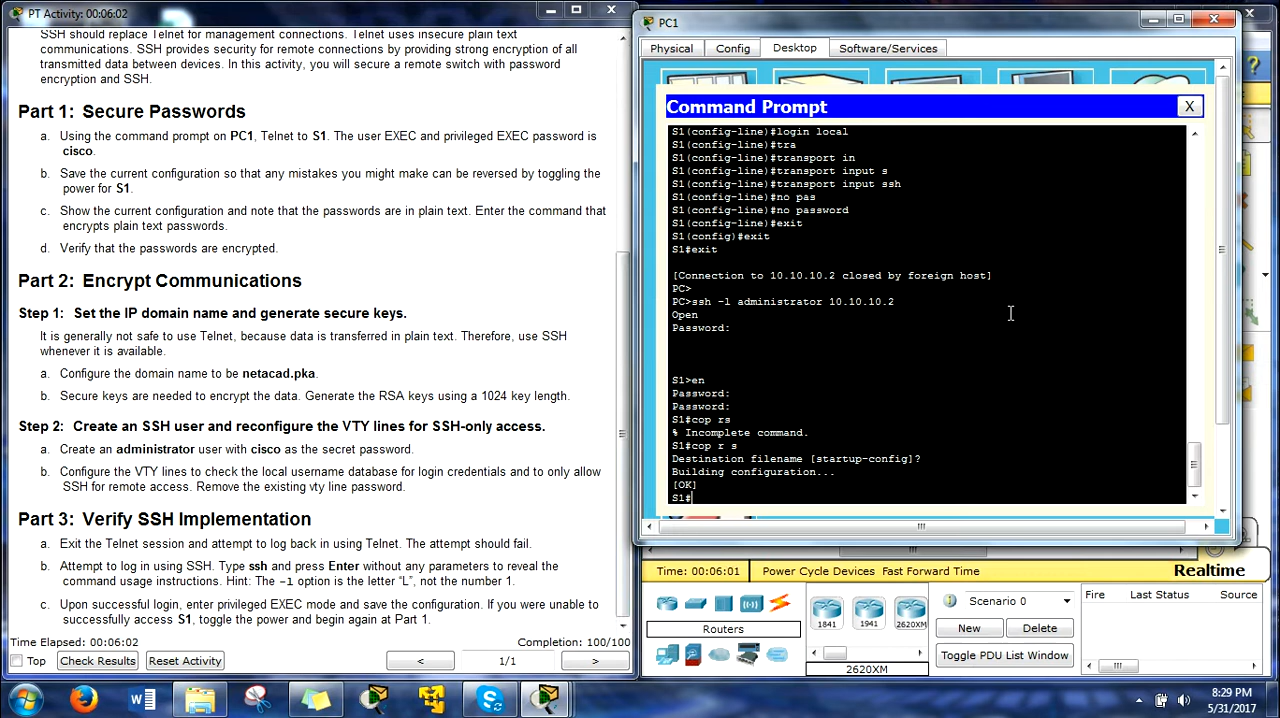 PT Activity: 00:06:02
SSH should replace Telnet for management connections. Telnet uses insecure plain text
communications. SSH provides security for remote connections by providing strong encryption of all
transmitted data between devices. In this activity, you will secure a remote switch with password
encryption and SSH.
Part 1: Secure Passwords
a. Using the command prompt on PC1, Telnet to S1. The user EXEC and privileged EXEC password is
cisco.
b. Save the current configuration so that any mistakes you might make can be reversed by toggling the
power for S1.
c. Show the current configuration and note that the passwords are in plain text. Enter the command that
encrypts plain text passwords.
d. Verify that the passwords are encrypted.
Part 2: Encrypt Communications
Step 1: Set the IP domain name and generate secure keys.
It is generally not safe to use Telnet, because data is transferred in plain text. Therefore, use SSH
whenever it is available.
a. Configure the domain name to be netacad.pka.
b. Secure keys are needed to encrypt the data. Generate the RSA keys using a 1024 key length.
Step 2: Create an SSH user and reconfigure the VTY lines for SSH-only access.
a. Create an administrator user with cisco as the secret password.
b. Configure the VTY lines to check the local username database for login credentials and to only allow
SSH for remote access. Remove the existing vty line password.
Part 3: Verify SSH Implementation
a. Exit the Telnet session and attempt to log back in using Telnet. The attempt should fail.
b. Attempt to log in using SSH. Type ssh and press Enter without any parameters to reveal the
command usage instructions. Hint: The -l option is the letter “L”, not the number 1.
c. Upon successful login, enter privileged EXEC mode and save the configuration. If you were unable to
successfully access S1, toggle the power and begin again at Part 1.
Time Elapsed: 00:06:02 Completion: 100/100
Top Check Results Reset Activity < 1/1 >
PC1
Physical Config Desktop Software/Services
Command Prompt X
S1(config-line)#login local
S1(config-line)#tra
S1(config-line)#transport in
S1(config-line)#transport input s
S1(config-line)#transport input ssh
S1(config-line)#no pas
S1(config-line)#no password
S1(config-line)#exit
S1(config)#exit
S1#exit
[Connection to 10.10.10.2 closed by foreign host]
PC>
PC>ssh -l administrator 10.10.10.2
Open
Password:
S1>en
Password:
Password:
S1#cop rs
% Incomplete command.
S1#cop r s
Destination filename [startup-config]?
Building configuration...
[OK]
S1#
Time: 00:06:01 Power Cycle Devices Fast Forward Time Realtime
Routers
1841 1941 2620XM
2620XM
Scenario 0
New Delete
Toggle PDU List Window
Fire Last Status Source
8:29 PM
5/31/2017